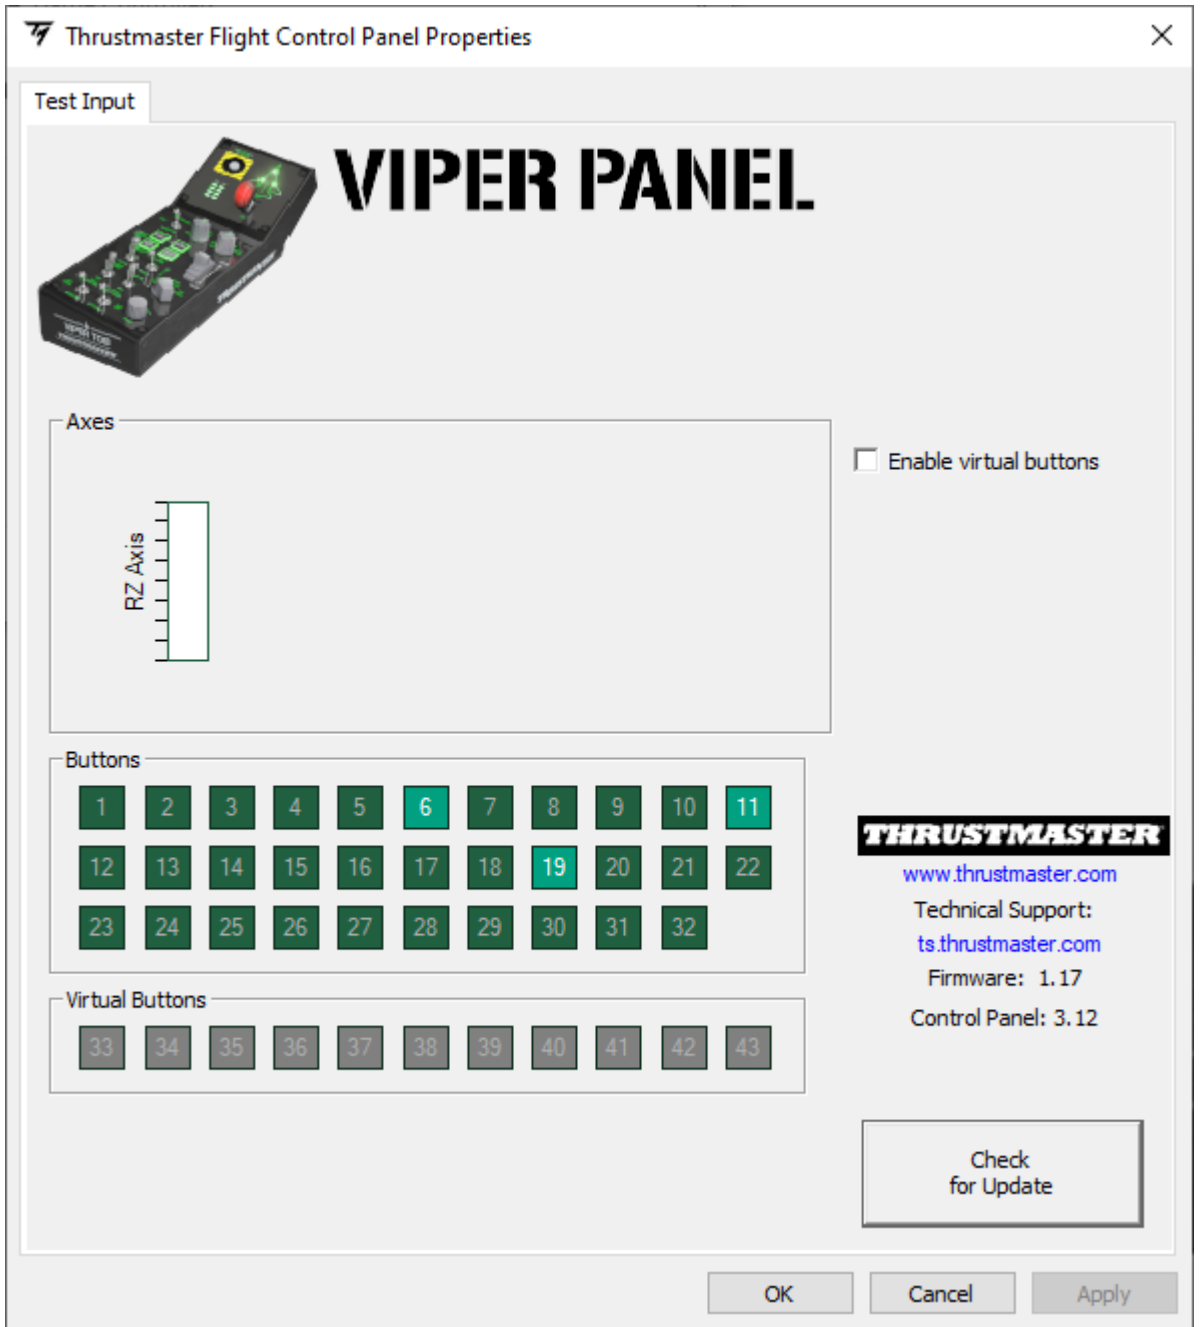 Thrustmaster Flight Control Panel Properties
Test Input
VIPER PANEL
VIPER TQS
THRUSTMASTER
Axes
Enable virtual buttons
RZ Axis
Buttons
1 2 3 4 5 6 7 8 9 10 11
12 13 14 15 16 17 18 19 20 21 22
23 24 25 26 27 28 29 30 31 32
THRUSTMASTER
www.thrustmaster.com
Technical Support:
ts.thrustmaster.com
Firmware: 1.17
Control Panel: 3.12
Virtual Buttons
33 34 35 36 37 38 39 40 41 42 43
Check
for Update
OK Cancel Apply